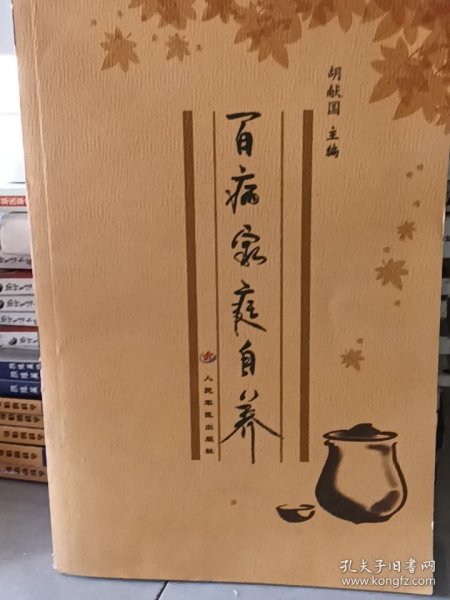 胡献国 主编
百病家庭自养
人民军医出版社
孔夫子旧书网
www.kongfz.com